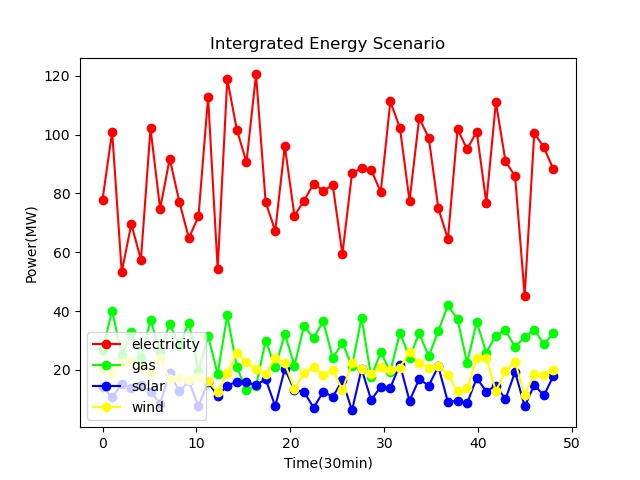 Intergrated Energy Scenario
120
100
80
60
40
20
Power(MW)
electricity
gas
solar
wind
0
10
20
30
40
50
Time(30min)